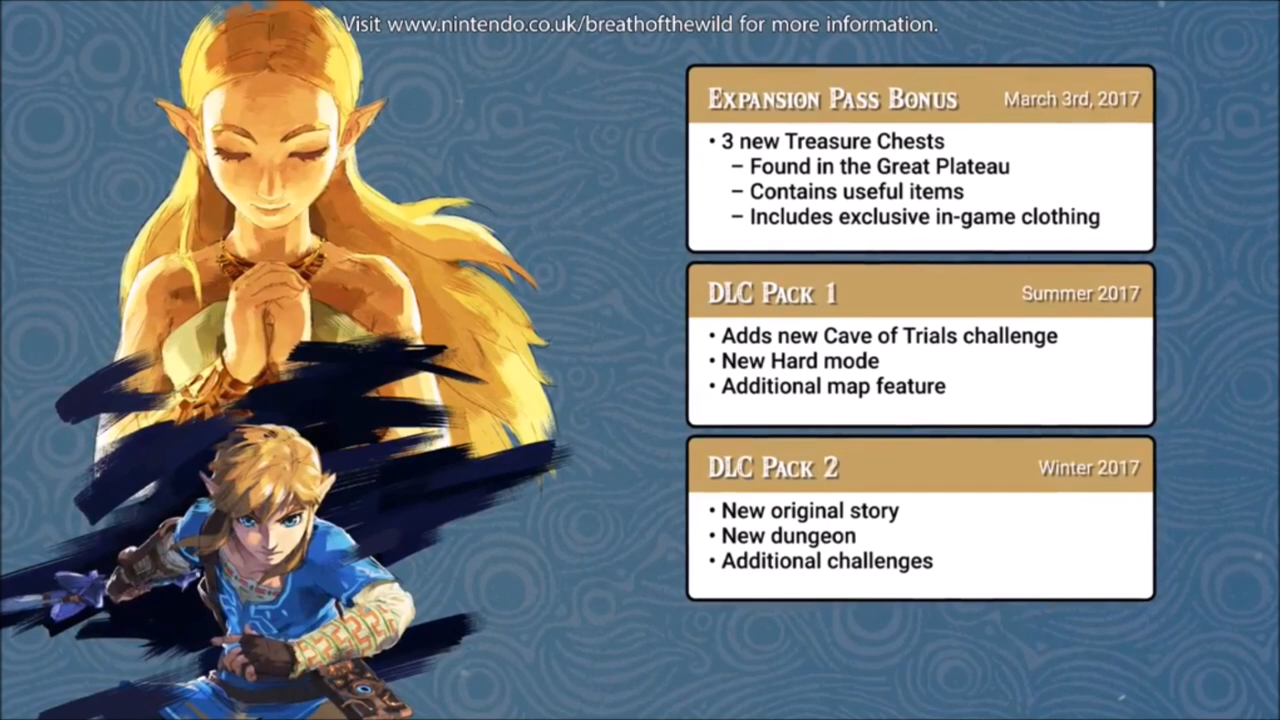 Visit www.nintendo.co.uk/breathofthewild for more information.
Expansion Pass Bonus March 3rd, 2017
• 3 new Treasure Chests
– Found in the Great Plateau
– Contains useful items
– Includes exclusive in-game clothing
DLC Pack 1 Summer 2017
• Adds new Cave of Trials challenge
• New Hard mode
• Additional map feature
DLC Pack 2 Winter 2017
• New original story
• New dungeon
• Additional challenges